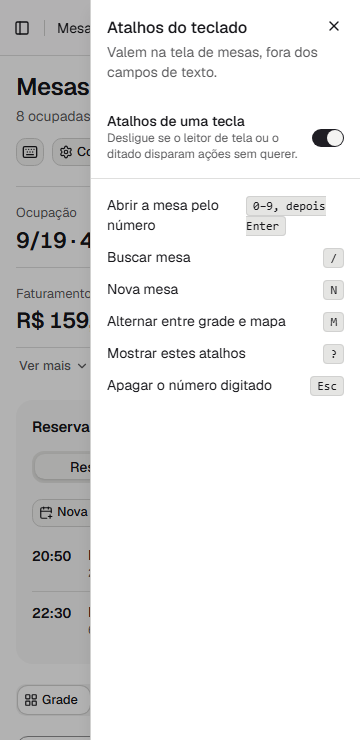 Mesa
Mesas
8 ocupadas
Co
Ocupação
9/19 · 4
Faturamento
R$ 159
Ver mais
Reserva
Res
Nova
20:50
22:30
Grade
Atalhos do teclado
Valem na tela de mesas, fora dos
campos de texto.
Atalhos de uma tecla
Desligue se o leitor de tela ou o
ditado disparam ações sem querer.
Abrir a mesa pelo
número
0–9, depois
Enter
Buscar mesa
/
Nova mesa
N
Alternar entre grade e mapa
M
Mostrar estes atalhos
?
Apagar o número digitado
Esc